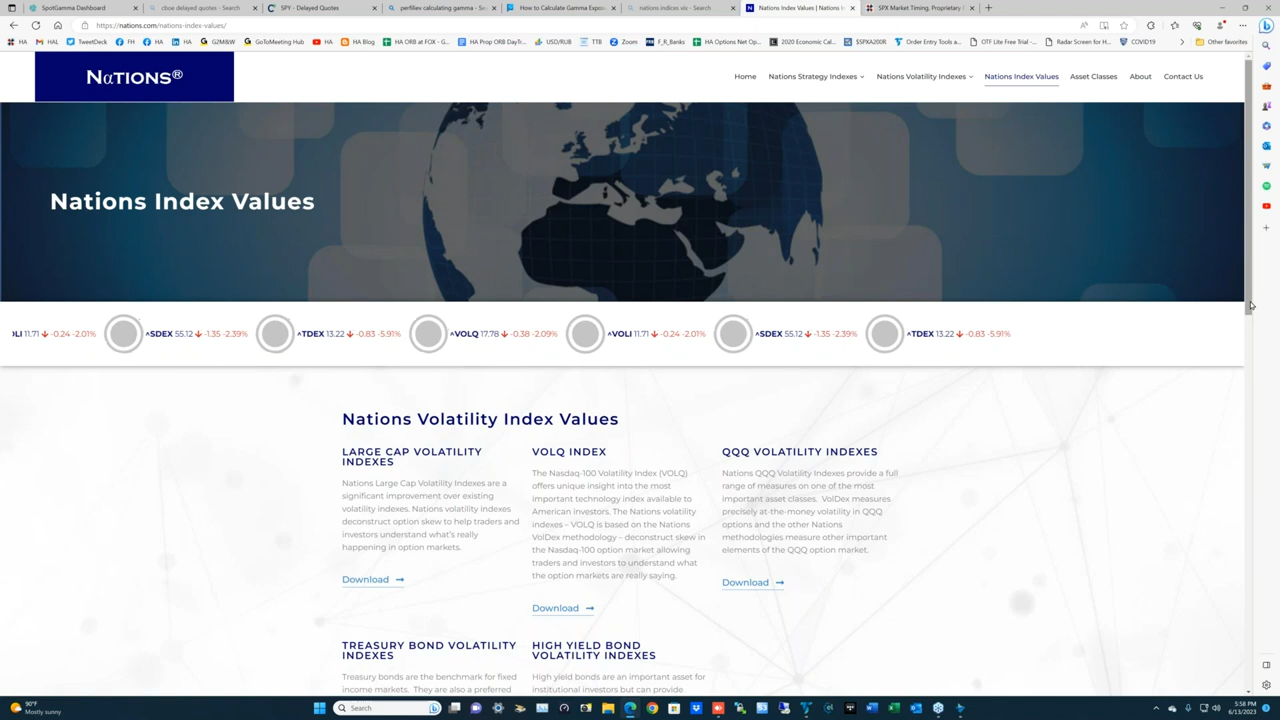 SpotGamma Dashboard
cboe delayed quotes - Search
SPY - Delayed Quotes
perfiliev calculating gamma - Se
How to Calculate Gamma Expos
nations indices vix - Search
Nations Index Values | Nations In
SPX Market Timing, Proprietary D
https://nations.com/nations-index-values/
HA
HAL
TweetDeck
FH
HA
HA
G2M&W
GoToMeeting Hub
HA
HA Blog
HA ORB at FOX - G...
HA Prop ORB DayTr...
USD/RUB
TTB
Zoom
F_R_Banks
HA Options Net Op...
2020 Economic Cal...
$SPXA200R
Order Entry Tools a...
OTF Lite Free Trial -...
Radar Screen for H...
COVID19
Other favorites
NαTIONS®
Home
Nations Strategy Indexes
Nations Volatility Indexes
Nations Index Values
Asset Classes
About
Contact Us
Nations Index Values
11.71 -0.24 -2.01%
^SDEX 55.12 -1.35 -2.39%
^TDEX 13.22 -0.83 -5.91%
^VOLQ 17.78 -0.38 -2.09%
^VOLI 11.71 -0.24 -2.01%
^SDEX 55.12 -1.35 -2.39%
^TDEX 13.22 -0.83 -5.91%
Nations Volatility Index Values
LARGE CAP VOLATILITY
INDEXES
Nations Large Cap Volatility Indexes are a
significant improvement over existing
volatility indexes. Nations volatility indexes
deconstruct option skew to help traders and
investors understand what's really
happening in option markets.
Download
VOLQ INDEX
The Nasdaq-100 Volatility Index (VOLQ)
offers unique insight into the most
important technology index available to
American investors. The Nations volatility
indexes – VOLQ is based on the Nations
VolDex methodology – deconstruct skew in
the Nasdaq-100 option market allowing
traders and investors to understand what
the option markets are really saying.
Download
QQQ VOLATILITY INDEXES
Nations QQQ Volatility Indexes provide a full
range of measures on one of the most
important asset classes. VolDex measures
precisely at-the-money volatility in QQQ
options and the other Nations
methodologies measure other important
elements of the QQQ option market.
Download
TREASURY BOND VOLATILITY
INDEXES
Treasury bonds are the benchmark for fixed
income markets. They are also a preferred
HIGH YIELD BOND
VOLATILITY INDEXES
High yield bonds are an important asset for
institutional investors but can provide
90°F
Mostly sunny
Search
5:58 PM
6/13/2023